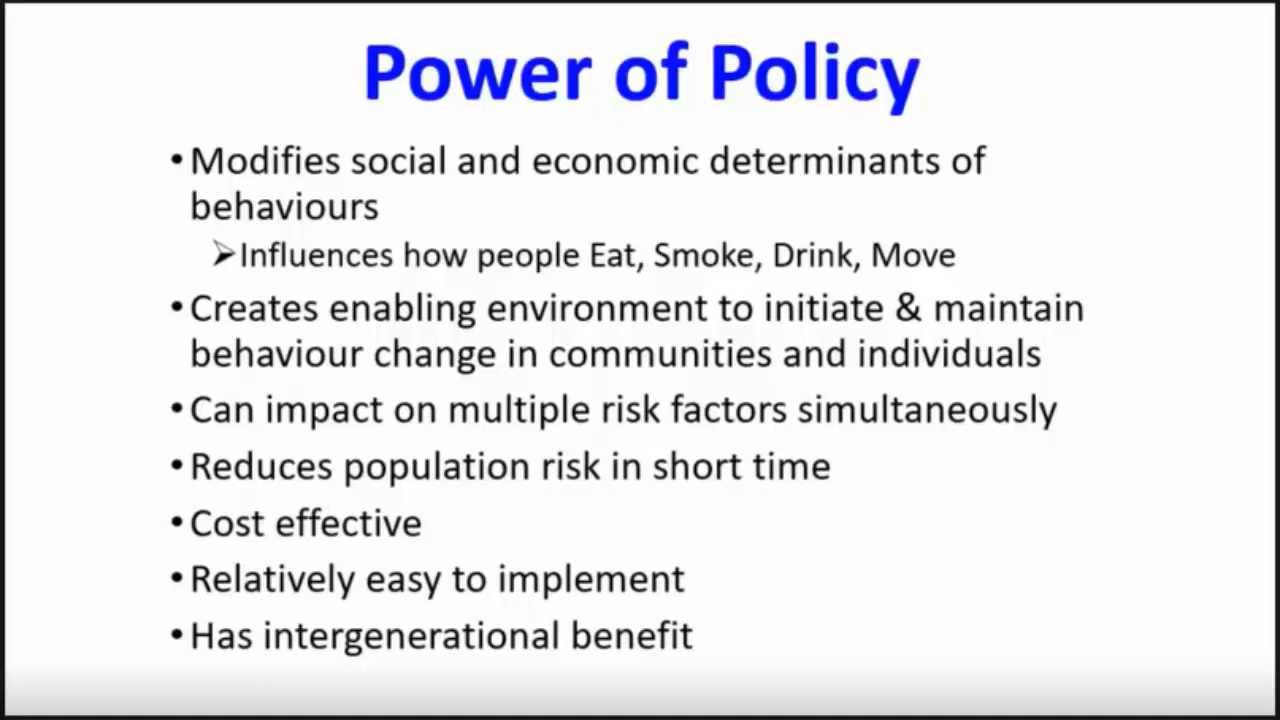 Power of Policy
•Modifies social and economic determinants of
behaviours
➢Influences how people Eat, Smoke, Drink, Move
•Creates enabling environment to initiate & maintain
behaviour change in communities and individuals
•Can impact on multiple risk factors simultaneously
•Reduces population risk in short time
•Cost effective
•Relatively easy to implement
•Has intergenerational benefit